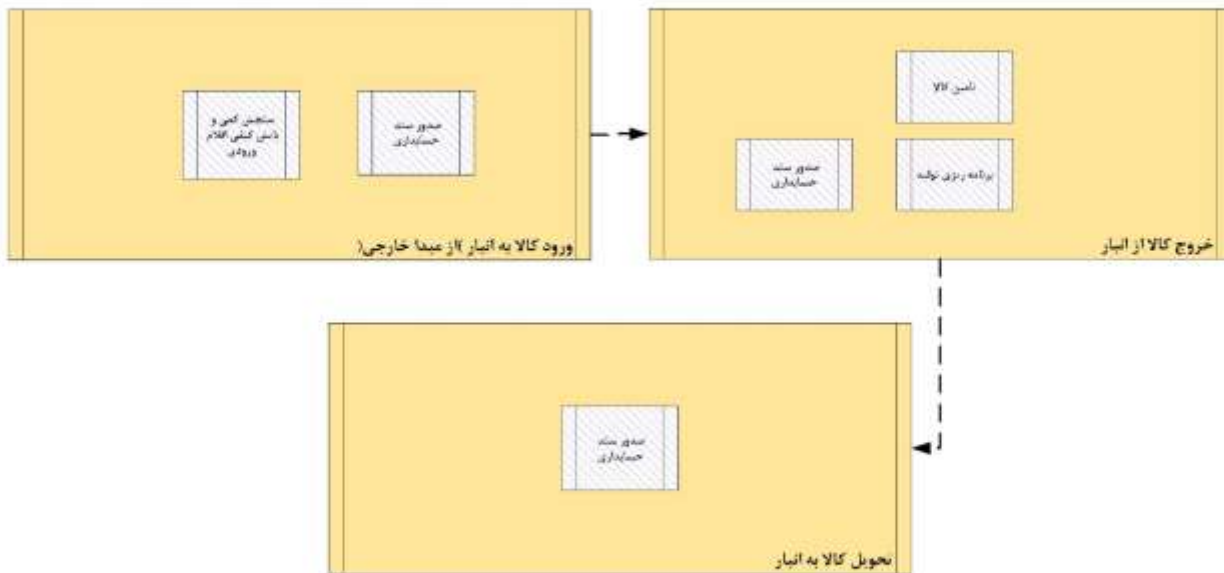 سنجش کمی و
دانش کیفی اقلام
ورودی
صدور سند
حسابداری
ورود کالا به انبار )از مبدا خارجی(
تامین کالا
صدور سند
حسابداری
برنامه ریزی تولید
خروج کالا از انبار
صدور سند
حسابداری
تحویل کالا به انبار